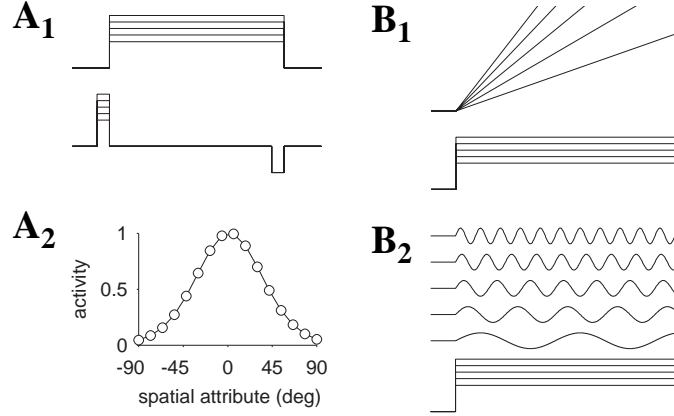 A1
B1
A2
activity
1
0.5
0
-90 -45 0 45 90
spatial attribute (deg)
B2